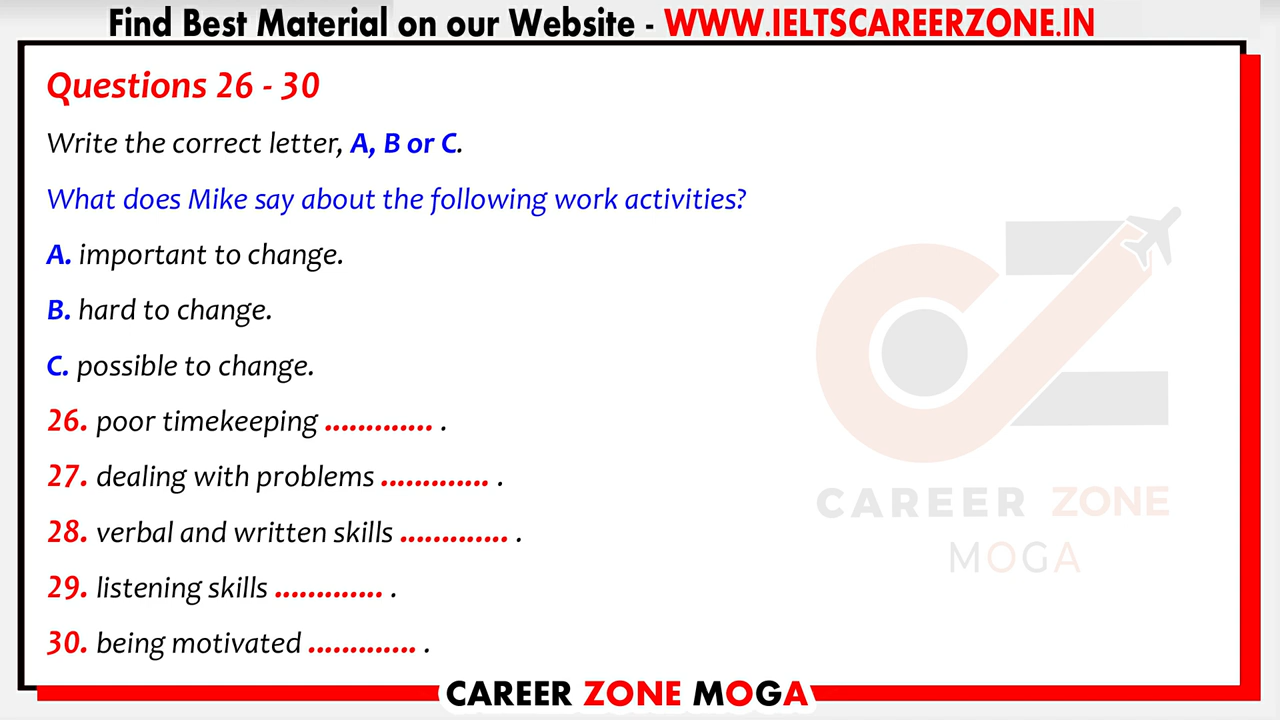 Find Best Material on our Website - WWW.IELTSCAREERZONE.IN
Questions 26 - 30
Write the correct letter, A, B or C.
What does Mike say about the following work activities?
A. important to change.
B. hard to change.
C. possible to change.
26. poor timekeeping ............. .
27. dealing with problems ............. .
28. verbal and written skills ............. .
29. listening skills ............. .
30. being motivated ............. .
CAREER ZONE
MOGA
CAREER ZONE MOGA